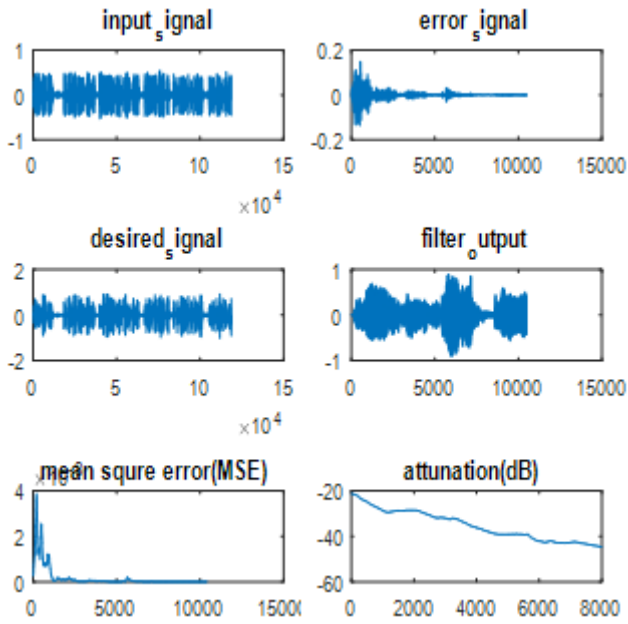 input_signal
error_signal
1
0
-1
0 5 10 15
×10^4
0.2
0
-0.2
0 5000 10000 15000
desired_signal
filter_output
2
0
-2
0 5 10 15
×10^4
1
0
-1
0 5000 10000 15000
mean squre error(MSE)
attunation(dB)
4
2
0
0 5000 10000 15000
-20
-40
-60
0 2000 4000 6000 8000